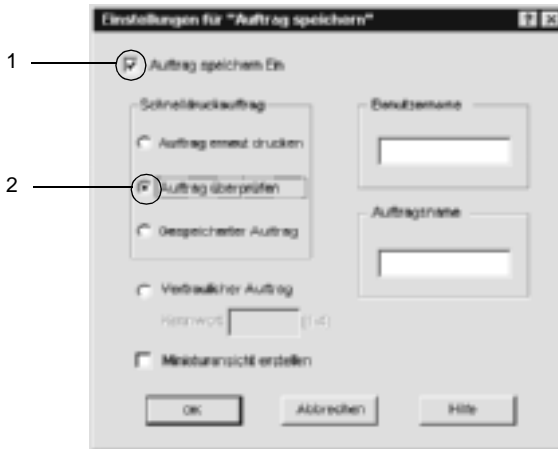 Einstellungen für "Auftrag speichern"
1
Auftrag speichern Ein
Schnelldruckauftrag
Auftrag erneut drucken
2
Auftrag überprüfen
Gespeicherter Auftrag
Benutzername
Auftragsname
Vertraulicher Auftrag
Kennwort (1-4)
Miniaturansicht erstellen
OK
Abbrechen
Hilfe